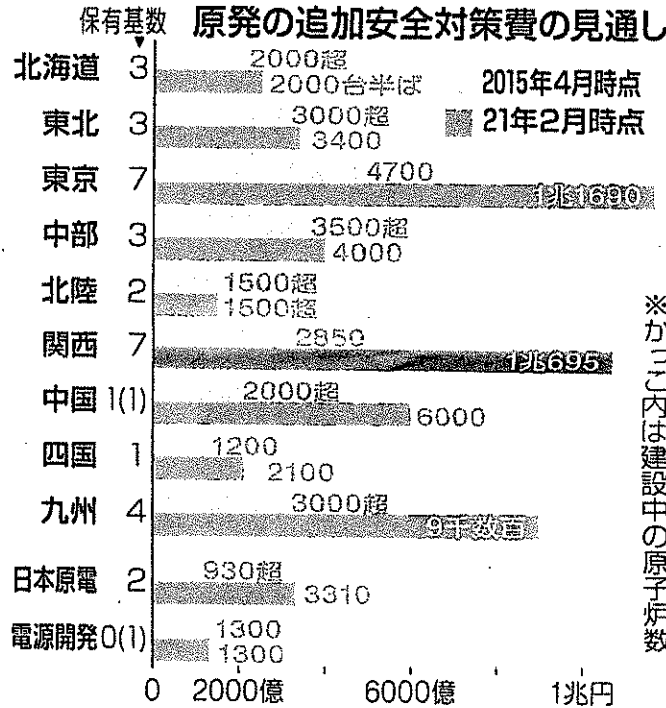 原発の追加安全対策費の見通し
保有基数
2015年4月時点
21年2月時点
北海道 3 2000超
2000台半ば
東北 3 3000超
3400
東京 7 4700
1兆1690
中部 3 3500超
4000
北陸 2 1500超
1500超
関西 7 2850
1兆695
中国 1(1) 2000超
6000
四国 1 1200
2100
九州 4 3000超
9千数百
日本原電 2 930超
3310
電源開発 0(1) 1300
1300
0 2000億 6000億 1兆円
※かっこ内は建設中の原子炉数